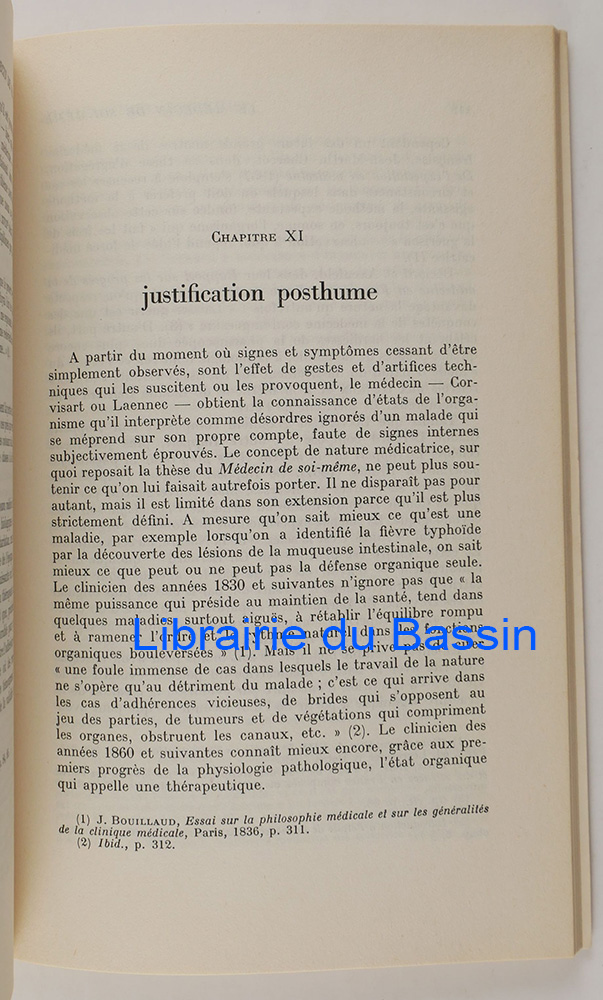 CHAPITRE XI
justification posthume
A partir du moment où signes et symptômes cessant d'être
simplement observés, sont l'effet de gestes et d'artifices tech-
niques qui les suscitent ou les provoquent, le médecin — Cor-
visart ou Laennec — obtient la connaissance d'états de l'orga-
nisme qu'il interprète comme désordres ignorés d'un malade qui
se méprend sur son propre compte, faute de signes internes
subjectivement éprouvés. Le concept de nature médicatrice, sur
quoi reposait la thèse du Médecin de soi-même, ne peut plus sou-
tenir ce qu'on lui faisait autrefois porter. Il ne disparaît pas pour
autant, mais il est limité dans son extension parce qu'il est plus
strictement défini. A mesure qu'on sait mieux ce qu'est une
maladie, par exemple lorsqu'on a identifié la fièvre typhoïde
par la découverte des lésions de la muqueuse intestinale, on sait
mieux ce que peut ou ne peut pas la défense organique seule.
Le clinicien des années 1830 et suivantes n'ignore pas que « la
même puissance qui préside au maintien de la santé, tend dans
quelques maladies, surtout aiguës, à rétablir l'équilibre rompu
et à ramener l'ordre et le rythme naturel dans les fonctions
organiques bouleversées » (1). Mais il ne se prive pas
« une foule immense de cas dans lesquels le travail de la nature
ne s'opère qu'au détriment du malade ; c'est ce qui arrive dans
les cas d'adhérences vicieuses, de brides qui s'opposent au
jeu des parties, de tumeurs et de végétations qui compriment
les organes, obstruent les canaux, etc. » (2). Le clinicien des
années 1860 et suivantes connaît mieux encore, grâce aux pre-
miers progrès de la physiologie pathologique, l'état organique
qui appelle une thérapeutique.
(1) J. BOUILLAUD, Essai sur la philosophie médicale et sur les généralités
de la clinique médicale, Paris, 1836, p. 311.
(2) Ibid., p. 312.
Librairie du Bassin